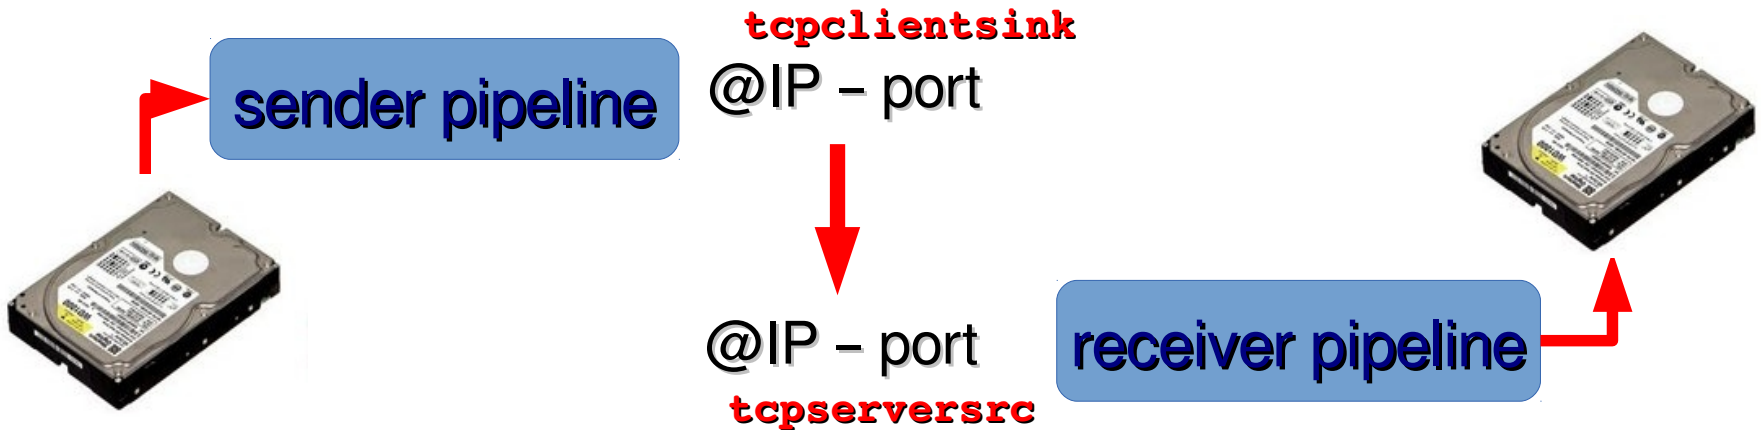 tcpclientsink
sender pipeline
@IP – port
@IP – port
receiver pipeline
tcpserversrc